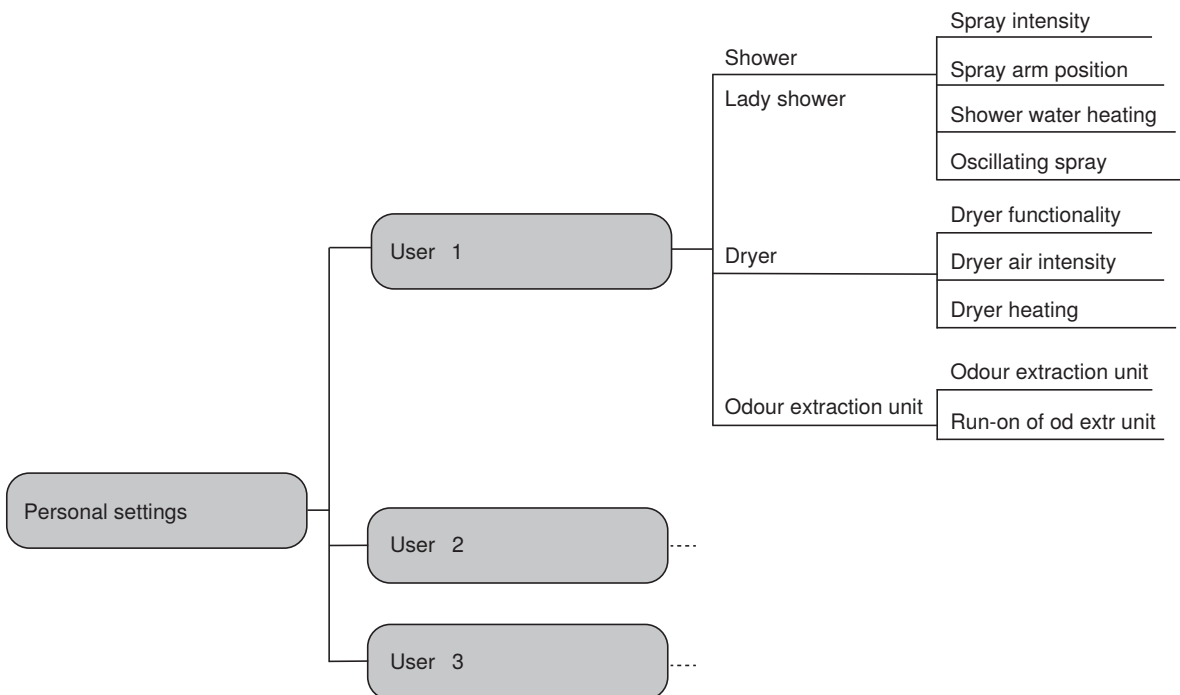 Spray intensity
Shower
Spray arm position
Lady shower
Shower water heating
Oscillating spray
Dryer functionality
User 1
Dryer
Dryer air intensity
Dryer heating
Odour extraction unit
Odour extraction unit
Run-on of od extr unit
Personal settings
User 2
User 3